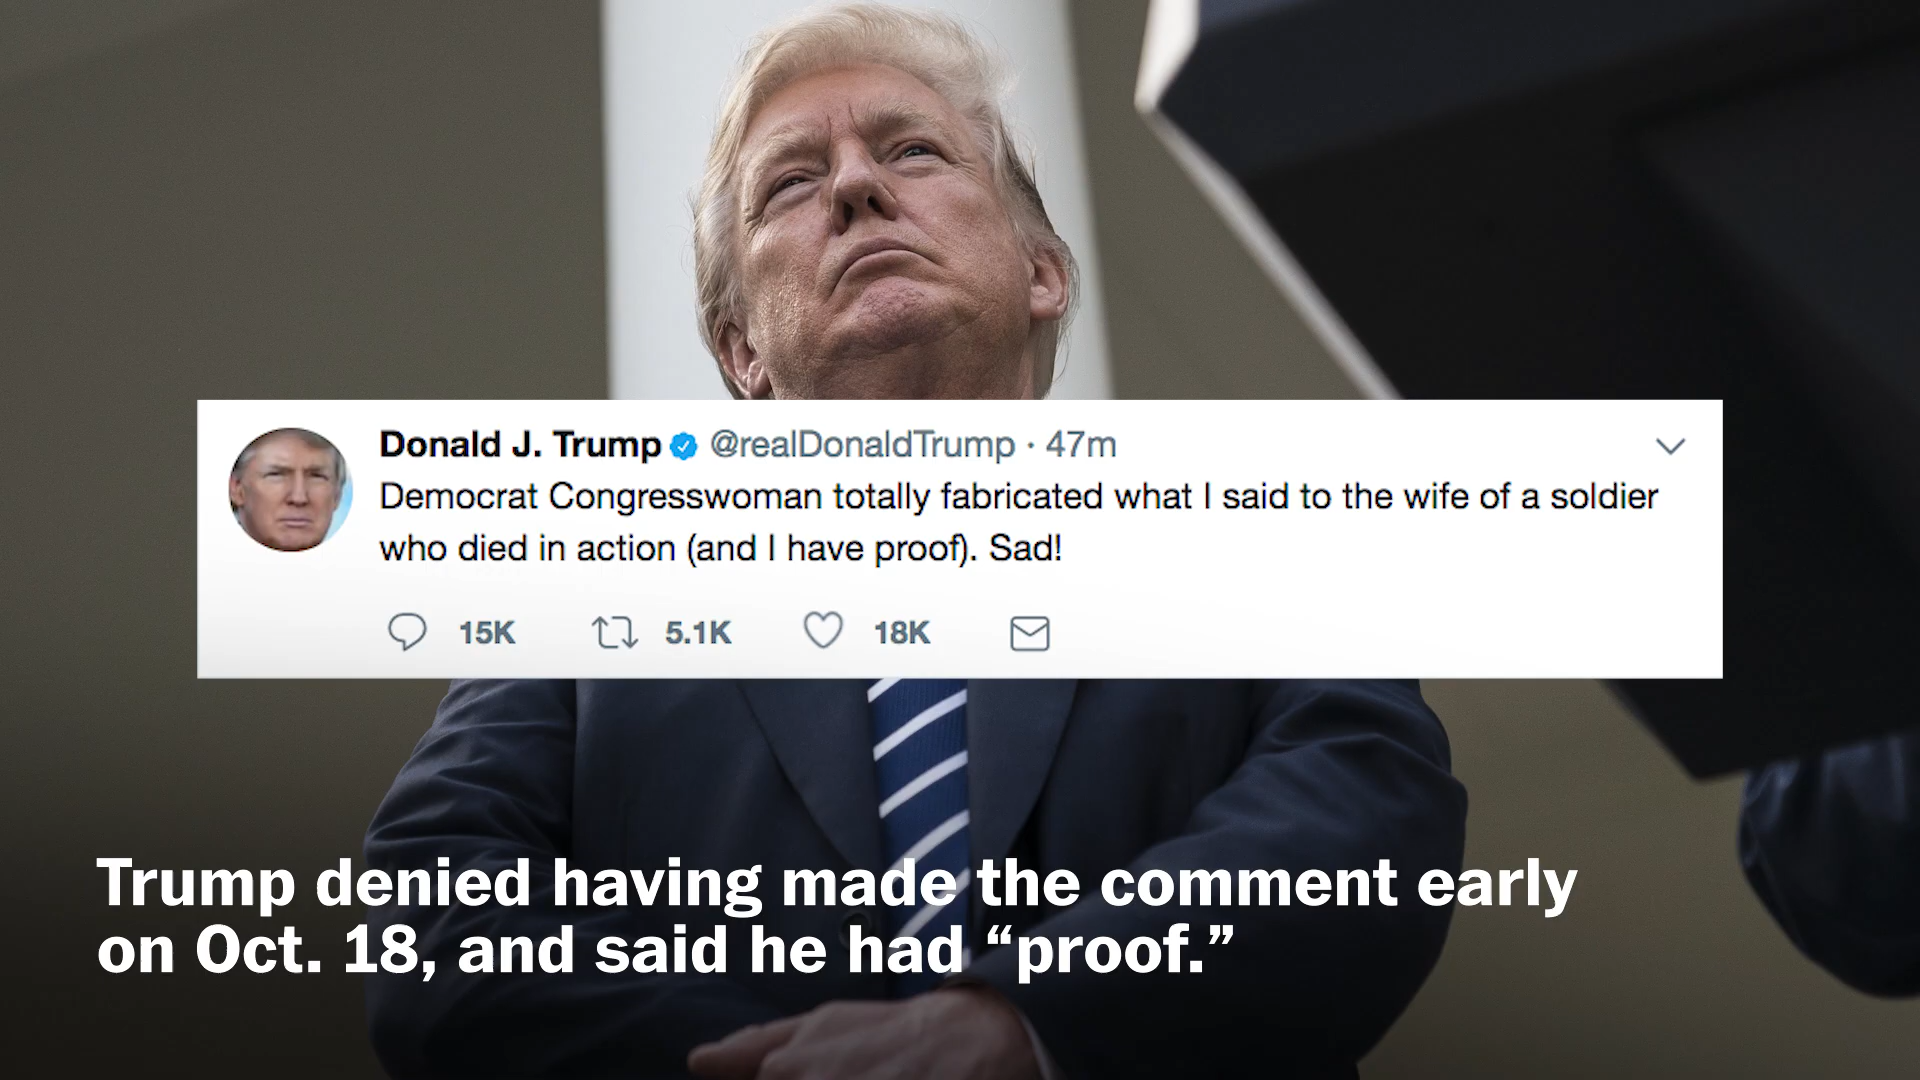 Donald J. Trump @realDonaldTrump · 47m
Democrat Congresswoman totally fabricated what I said to the wife of a soldier
who died in action (and I have proof). Sad!
15K 5.1K 18K
Trump denied having made the comment early
on Oct. 18, and said he had “proof.”